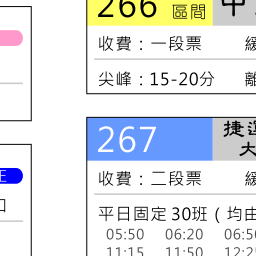 266 區間 中
收費：一段票 緩
尖峰：15-20分 離
267 捷運
大
收費：二段票 緩
平日固定 30班（均由
05:50 06:20 06:50
11:15 11:50 12:2
正
口